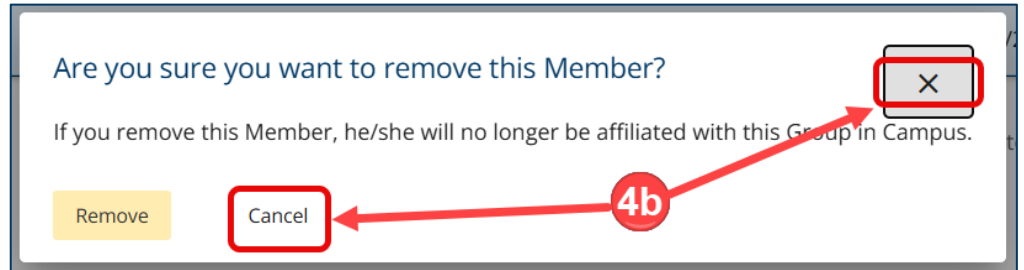 Are you sure you want to remove this Member?
If you remove this Member, he/she will no longer be affiliated with this Group in Campus.
Remove
Cancel
4b